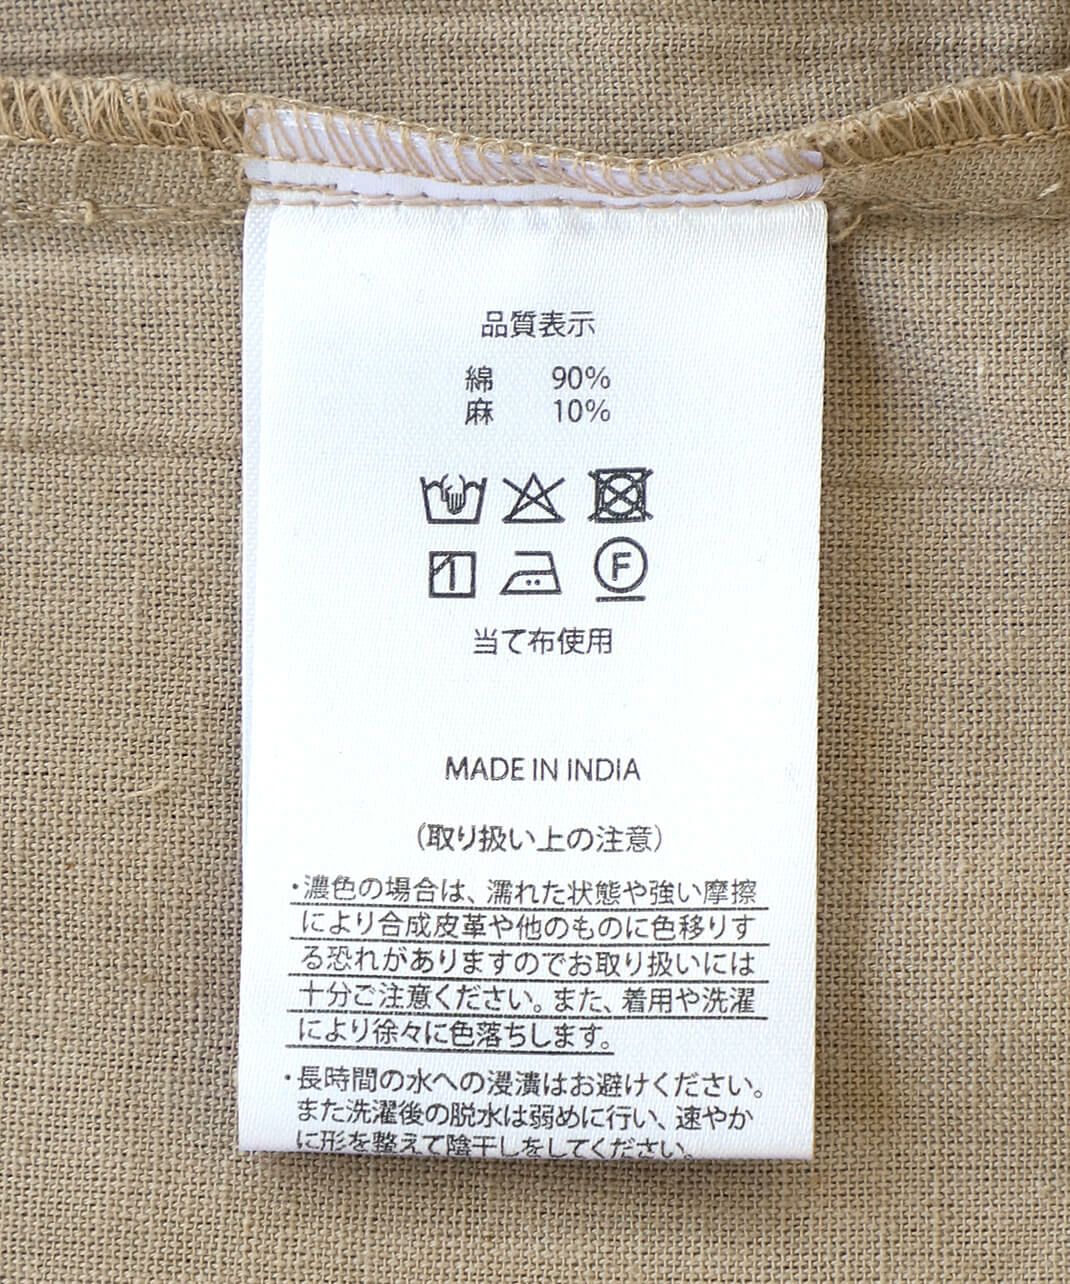 品質表示
綿 90%
麻 10%
F
当て布使用
MADE IN INDIA
(取り扱い上の注意)
・濃色の場合は、濡れた状態や強い摩擦
により合成皮革や他のものに色移りす
る恐れがありますのでお取り扱いには
十分ご注意ください。また、着用や洗濯
により徐々に色落ちします。
・長時間の水への浸漬はお避けください。
また洗濯後の脱水は弱めに行い、速やか
に形を整えて陰干しをしてください。